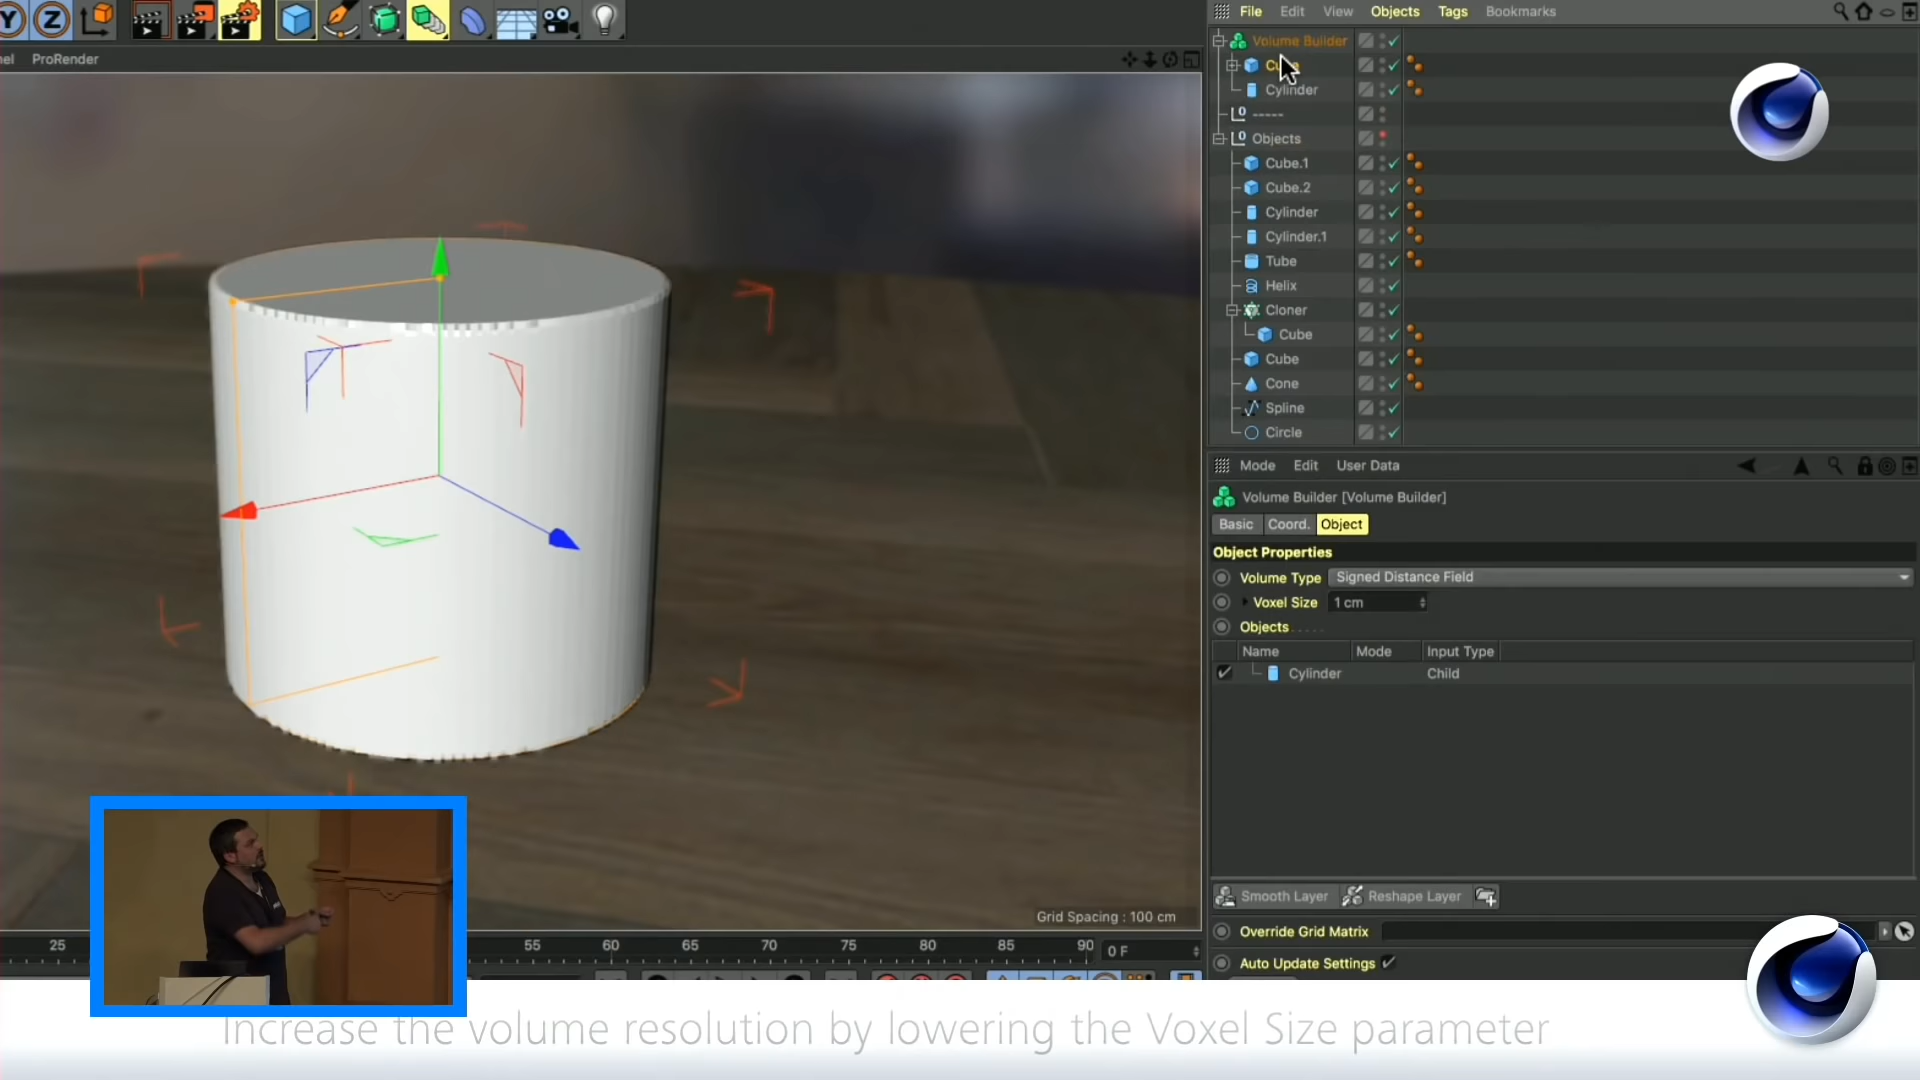 Y Z
File Edit View Objects Tags Bookmarks
ProRender
Volume Builder
Cylinder
-----
Objects
Cube.1
Cube.2
Cylinder
Cylinder.1
Tube
Helix
Cloner
Cube
Cube
Cone
Spline
Circle
Mode Edit User Data
Volume Builder [Volume Builder]
Basic Coord. Object
Object Properties
Volume Type Signed Distance Field
Voxel Size 1 cm
Objects . . . . .
Name Mode Input Type
Cylinder Child
Smooth Layer Reshape Layer
Grid Spacing : 100 cm
Override Grid Matrix
Auto Update Settings
25 55 60 65 70 75 80 85 90 0 F
Increase the volume resolution by lowering the Voxel Size parameter